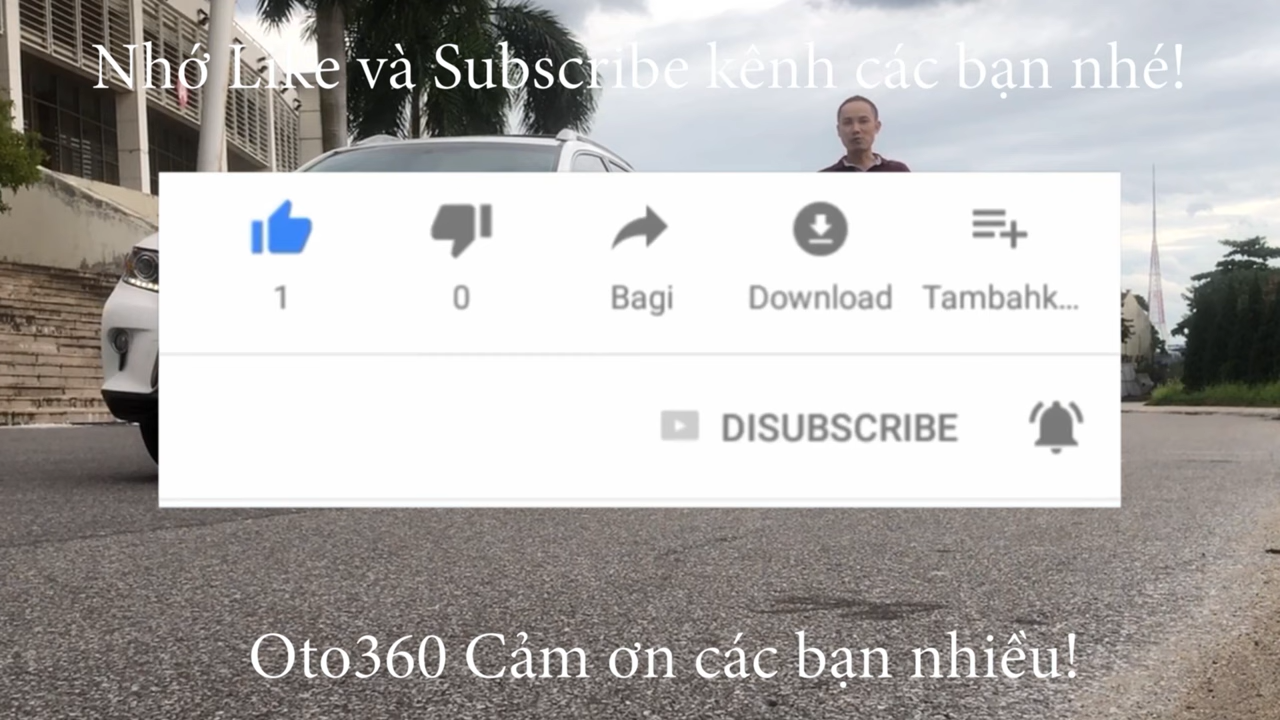 Nhớ Like và Subscribe kênh các bạn nhé!
1 0 Bagi Download Tambahk...
DISUBSCRIBE
Oto360 Cảm ơn các bạn nhiều!